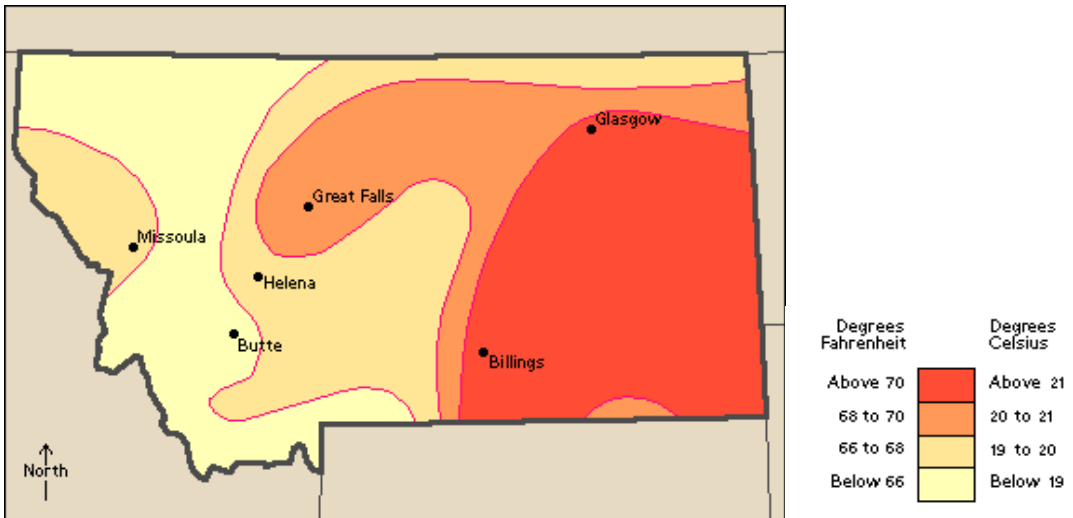 Glasgow
Great Falls
Missoula
Helena
Butte
Billings
North
Degrees Fahrenheit
Degrees Celsius
Above 70
Above 21
68 to 70
20 to 21
66 to 68
19 to 20
Below 66
Below 19